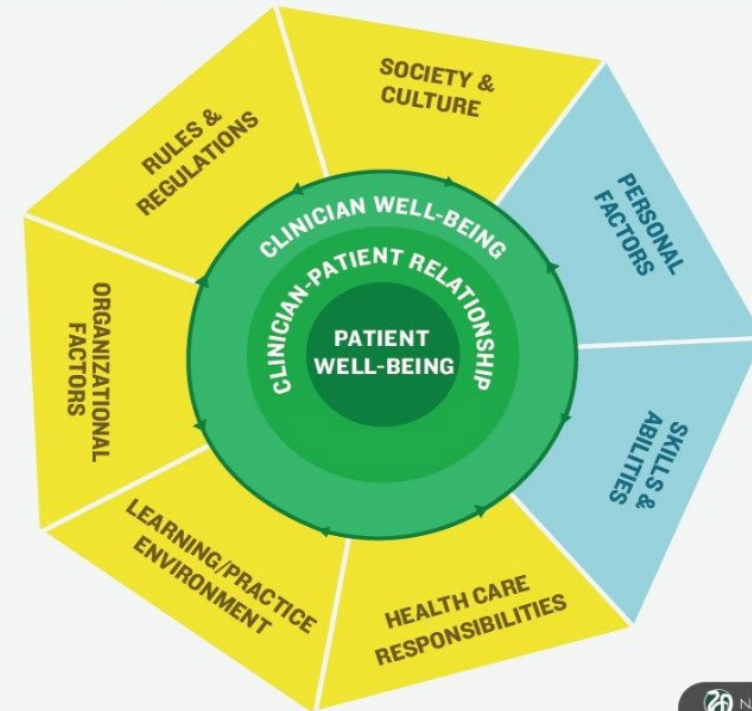 SOCIETY &
CULTURE
RULES &
REGULATIONS
PERSONAL
FACTORS
CLINICIAN WELL-BEING
CLINICIAN-PATIENT RELATIONSHIP
PATIENT
WELL-BEING
ORGANIZATIONAL
FACTORS
SKILLS &
ABILITIES
LEARNING/PRACTICE
ENVIRONMENT
HEALTH CARE
RESPONSIBILITIES